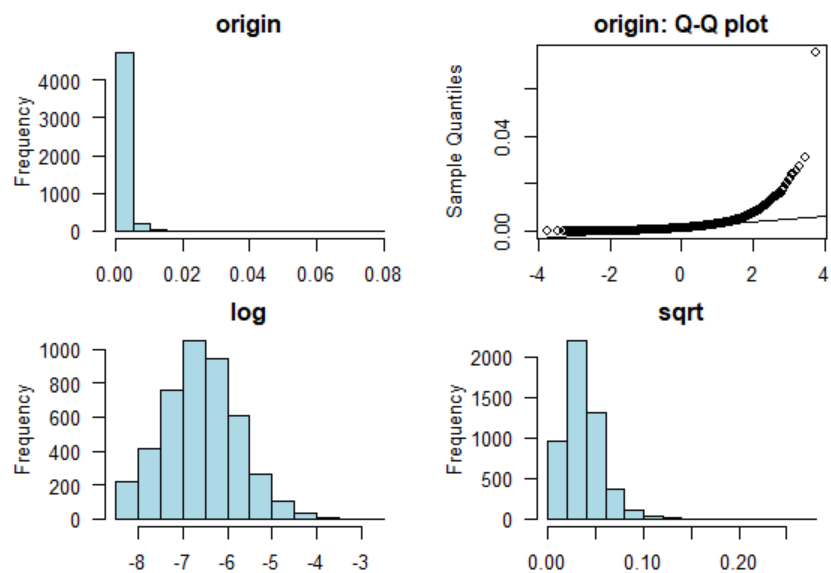 origin
Frequency
4000
3000
2000
1000
0
0.00 0.02 0.04 0.06 0.08
origin: Q-Q plot
Sample Quantiles
0.04
0.00
-4 -2 0 2 4
log
Frequency
1000
800
600
400
200
0
-8 -7 -6 -5 -4 -3
sqrt
Frequency
2000
1500
1000
500
0
0.00 0.10 0.20